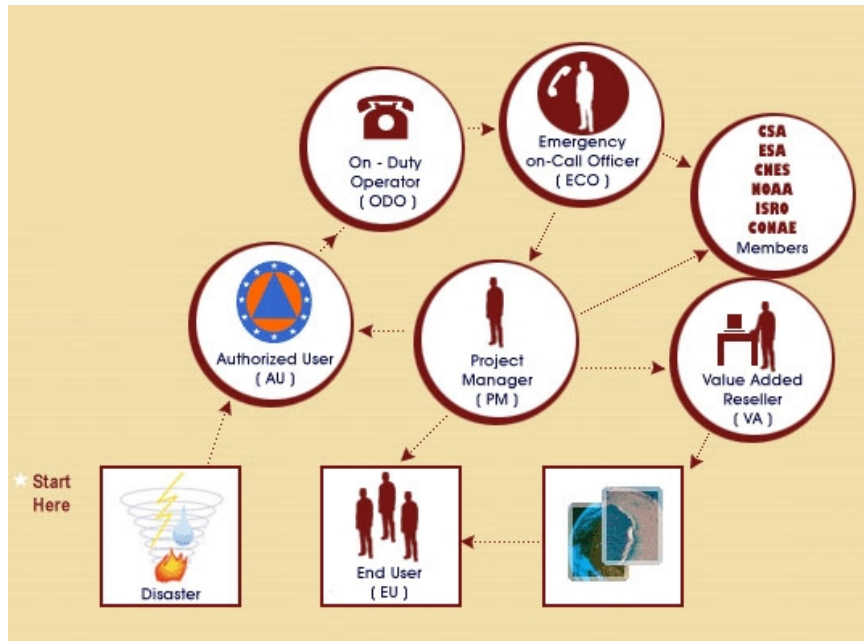 On - Duty
Operator
( ODO )
Emergency
on-Call Officer
( ECO )
CSA
ESA
CNES
NOAA
ISRO
CONAE
Members
Authorized User
( AU )
Project
Manager
( PM )
Value Added
Reseller
( VA )
Start
Here
Disaster
End User
( EU )